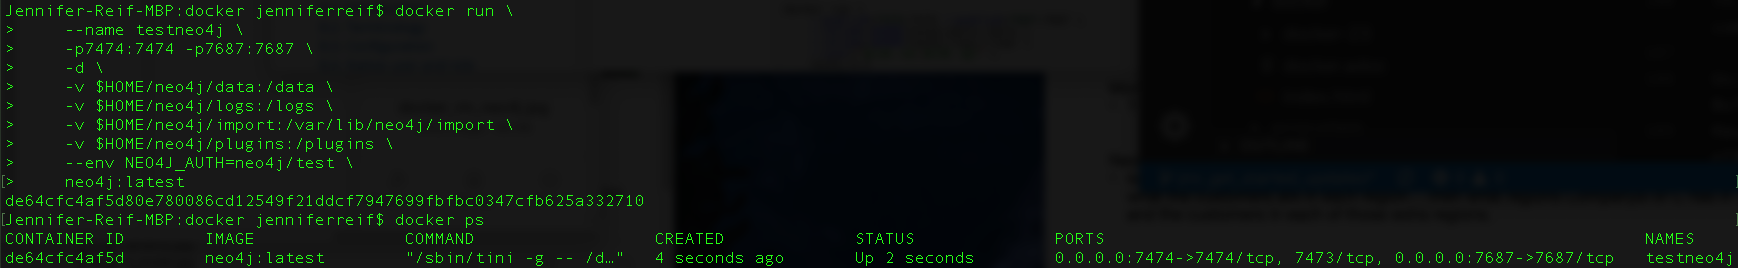 Jennifer-Reif-MBP:docker jenniferreif$ docker run \
>     --name testneo4j \
>     -p7474:7474 -p7687:7687 \
>     -d \
>     -v $HOME/neo4j/data:/data \
>     -v $HOME/neo4j/logs:/logs \
>     -v $HOME/neo4j/import:/var/lib/neo4j/import \
>     -v $HOME/neo4j/plugins:/plugins \
>     --env NEO4J_AUTH=neo4j/test \
[>     neo4j:latest ]
de64cfc4af5d80e780086cd12549f21ddcf7947699fbfbc0347cfb625a332710
[Jennifer-Reif-MBP:docker jenniferreif$ docker ps ]
CONTAINER ID        IMAGE               COMMAND                  CREATED             STATUS              PORTS                                                      NAMES
de64cfc4af5d        neo4j:latest        "/sbin/tini -g -- /d…"   4 seconds ago       Up 2 seconds        0.0.0.0:7474->7474/tcp, 7473/tcp, 0.0.0.0:7687->7687/tcp   testneo4j